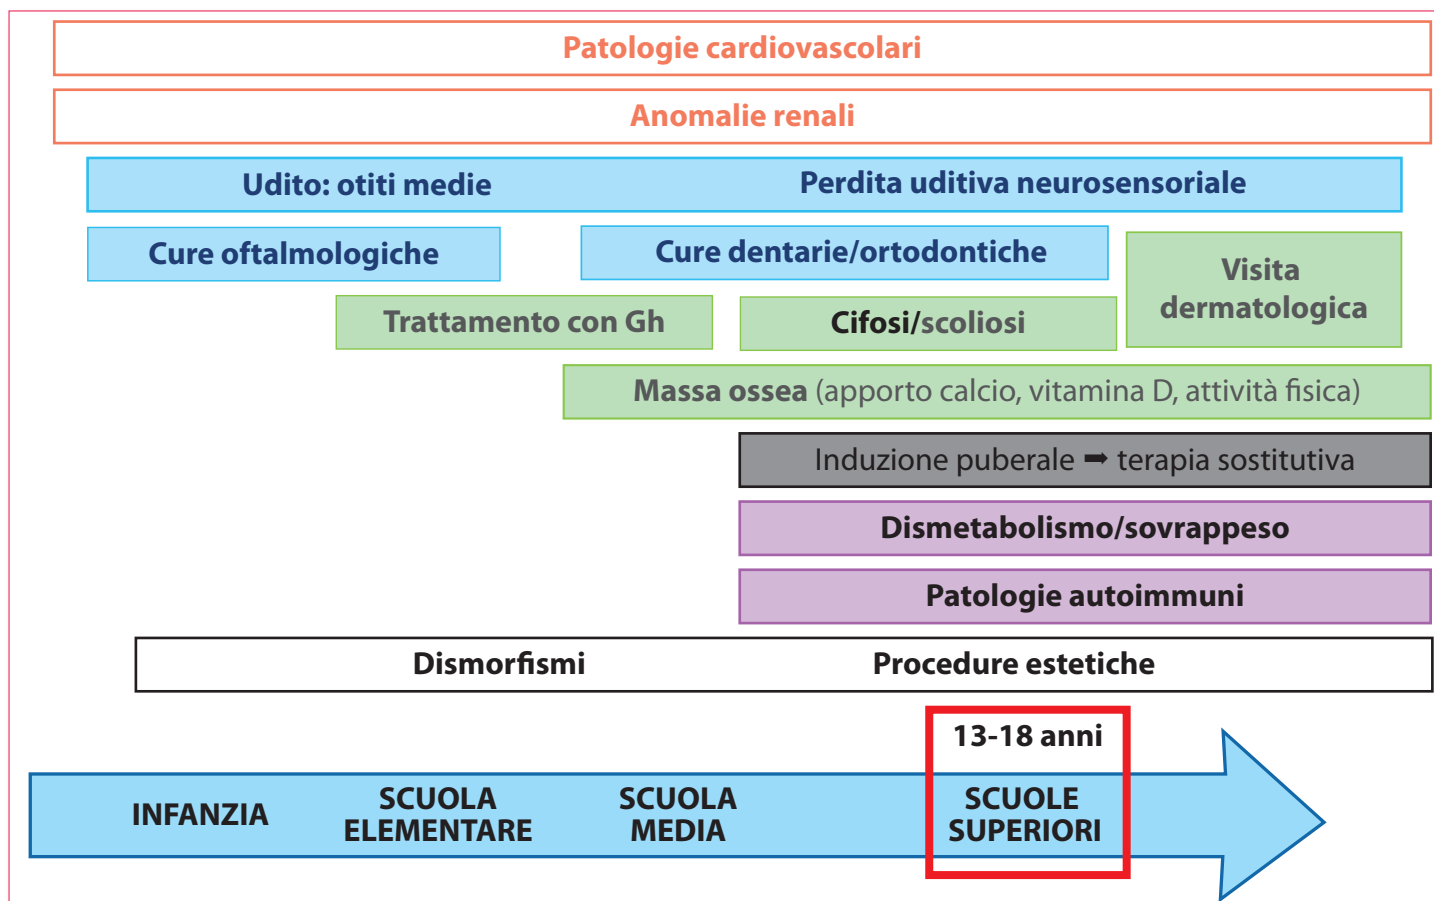 Patologie cardiovascolari
Anomalie renali
Udito: otiti medie
Perdita uditiva neurosensoriale
Cure oftalmologiche
Cure dentarie/ortodontiche
Visita
dermatologica
Trattamento con Gh
Cifosi/scoliosi
Massa ossea (apporto calcio, vitamina D, attività fisica)
Induzione puberale ➡ terapia sostitutiva
Dismetabolismo/sovrappeso
Patologie autoimmuni
Dismorfismi
Procedure estetiche
13-18 anni
INFANZIA
SCUOLA
ELEMENTARE
SCUOLA
MEDIA
SCUOLE
SUPERIORI